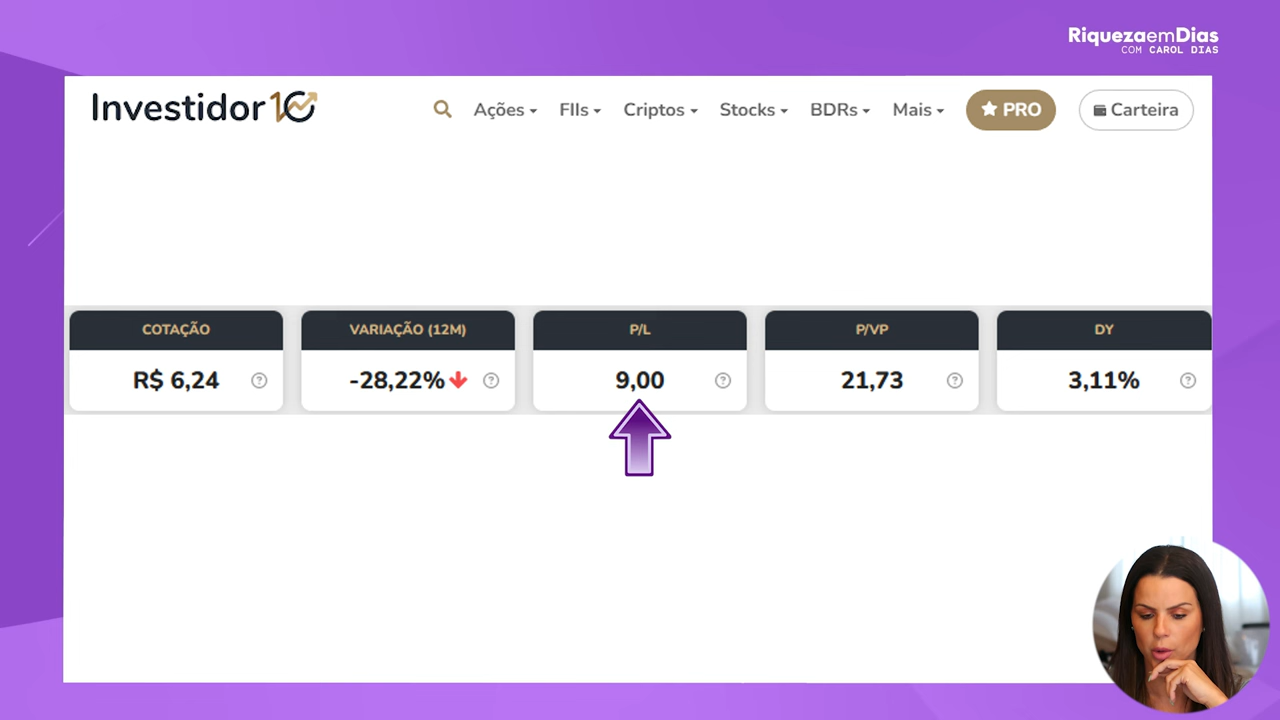 RiquezaemDias
COM CAROL DIAS
Investidor10
Ações
FIIs
Criptos
Stocks
BDRs
Mais
PRO
Carteira
COTAÇÃO
VARIAÇÃO (12M)
P/L
P/VP
DY
R$ 6,24
-28,22%
9,00
21,73
3,11%